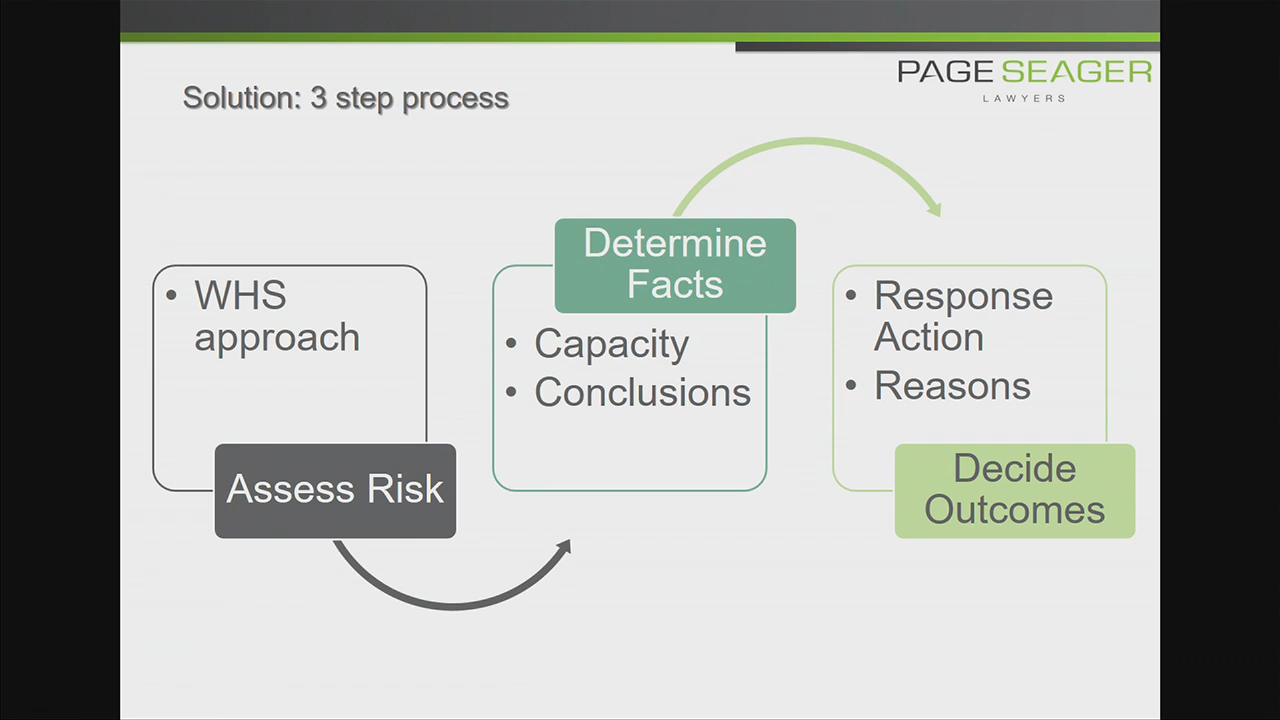 PAGE SEAGER
LAWYERS
Solution: 3 step process
• WHS
approach
Assess Risk
Determine
Facts
• Capacity
• Conclusions
• Response
Action
• Reasons
Decide
Outcomes